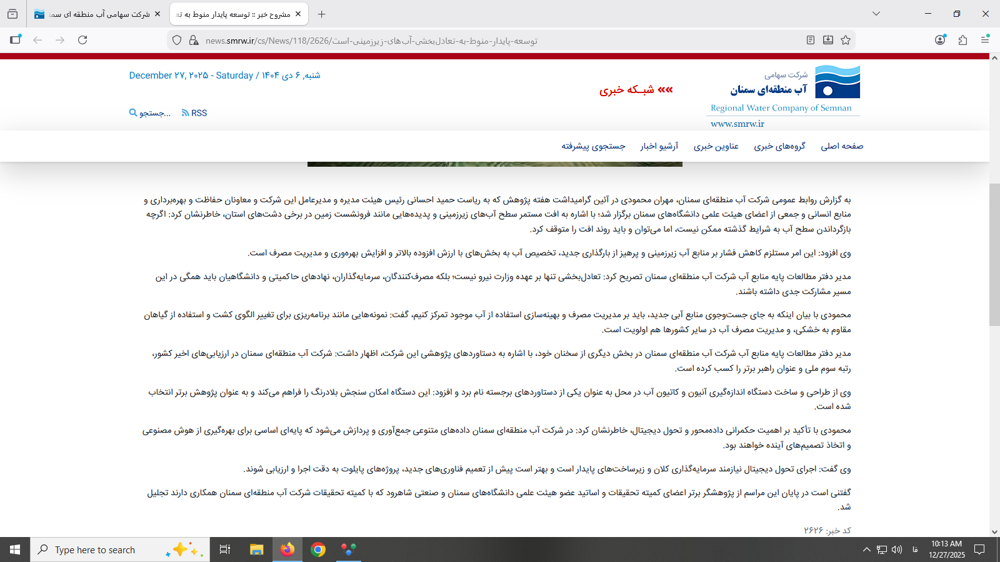 شرکت سهامی آب منطقه ای سمنا
مشروح خبر :: توسعه پایدار منوط به تع
news.smrw.ir/cs/News/118/2626/توسعه-پایدار-منوط-به-تعادل‌بخشی-آب‌های-زیرزمینی-است
شنبه, ۶ دی ۱۴۰۴ / December ۲۷, ۲۰۲۵ - Saturday
شبـکه خبری
شرکت سهامی
آب منطقه‌ای سمنان
Regional Water Company of Semnan
www.smrw.ir
جستجو...
RSS
صفحه اصلی
گروه‌های خبری
عناوین خبری
آرشیو اخبار
جستجوی پیشرفته
به گزارش روابط عمومی شرکت آب منطقه‌ای سمنان، مهران محمودی در آئین گرامیداشت هفته پژوهش که به ریاست حمید احسانی رئیس هیئت مدیره و مدیرعامل این شرکت و معاونان حفاظت و بهره‌برداری و
منابع انسانی و جمعی از اعضای هیئت علمی دانشگاه‌های سمنان برگزار شد؛ با اشاره به افت مستمر سطح آب‌های زیرزمینی و پدیده‌هایی مانند فرونشست زمین در برخی دشت‌های استان، خاطرنشان کرد: اگرچه
بازگرداندن سطح آب به شرایط گذشته ممکن نیست، اما می‌توان و باید روند افت را متوقف کرد.
وی افزود: این امر مستلزم کاهش فشار بر منابع آب زیرزمینی و پرهیز از بارگذاری جدید، تخصیص آب به بخش‌های با ارزش افزوده بالاتر و افزایش بهره‌وری و مدیریت مصرف است.
مدیر دفتر مطالعات پایه منابع آب شرکت آب منطقه‌ای سمنان تصریح کرد: تعادل‌بخشی تنها بر عهده وزارت نیرو نیست؛ بلکه مصرف‌کنندگان، سرمایه‌گذاران، نهادهای حاکمیتی و دانشگاهیان باید همگی در این
مسیر مشارکت جدی داشته باشند.
محمودی با بیان اینکه به جای جست‌وجوی منابع آبی جدید، باید بر مدیریت مصرف و بهینه‌سازی استفاده از آب موجود تمرکز کنیم، گفت: نمونه‌هایی مانند برنامه‌ریزی برای تغییر الگوی کشت و استفاده از گیاهان
مقاوم به خشکی، و مدیریت مصرف آب در سایر کشورها هم اولویت است.
مدیر دفتر مطالعات پایه منابع آب شرکت آب منطقه‌ای سمنان در بخش دیگری از سخنان خود، با اشاره به دستاوردهای پژوهشی این شرکت، اظهار داشت: شرکت آب منطقه‌ای سمنان در ارزیابی‌های اخیر کشور،
رتبه سوم ملی و عنوان راهبر برتر را کسب کرده است.
وی از طراحی و ساخت دستگاه اندازه‌گیری آنیون و کاتیون آب در محل به عنوان یکی از دستاوردهای برجسته نام برد و افزود: این دستگاه امکان سنجش بلادرنگ را فراهم می‌کند و به عنوان پژوهش برتر انتخاب
شده است.
محمودی با تأکید بر اهمیت حکمرانی داده‌محور و تحول دیجیتال، خاطرنشان کرد: در شرکت آب منطقه‌ای سمنان داده‌های متنوعی جمع‌آوری و پردازش می‌شود که پایه‌ای اساسی برای بهره‌گیری از هوش مصنوعی
و اتخاذ تصمیم‌های آینده خواهند بود.
وی گفت: اجرای تحول دیجیتال نیازمند سرمایه‌گذاری کلان و زیرساخت‌های پایدار است و بهتر است پیش از تعمیم فناوری‌های جدید، پروژه‌های پایلوت به دقت اجرا و ارزیابی شوند.
گفتنی است در پایان این مراسم از پژوهشگر برتر اعضای کمیته تحقیقات و اساتید عضو هیئت علمی دانشگاه‌های سمنان و صنعتی شاهرود که با کمیته تحقیقات شرکت آب منطقه‌ای سمنان همکاری دارند تجلیل
شد.
کد خبر: ۲۶۲۶
Type here to search
فا
10:13 AM
12/27/2025